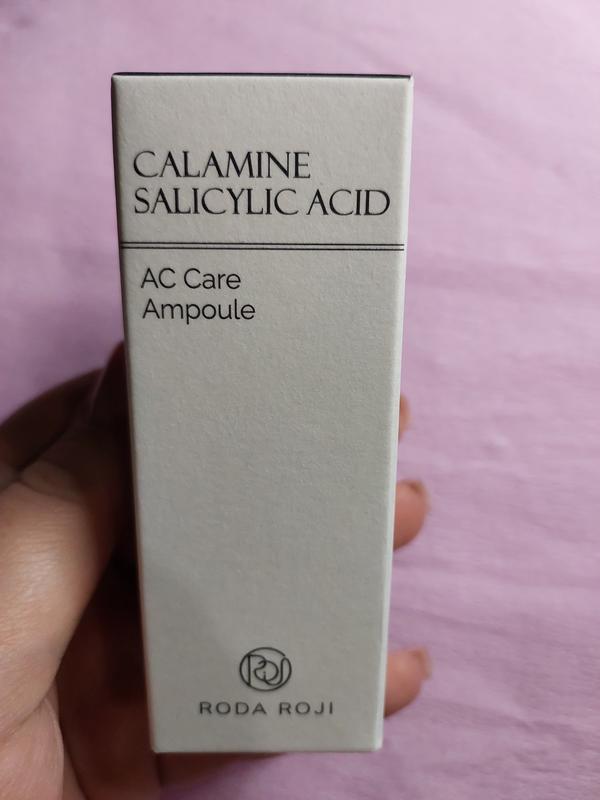 CALAMINE
SALICYLIC ACID
AC Care
Ampoule
RODA ROJI